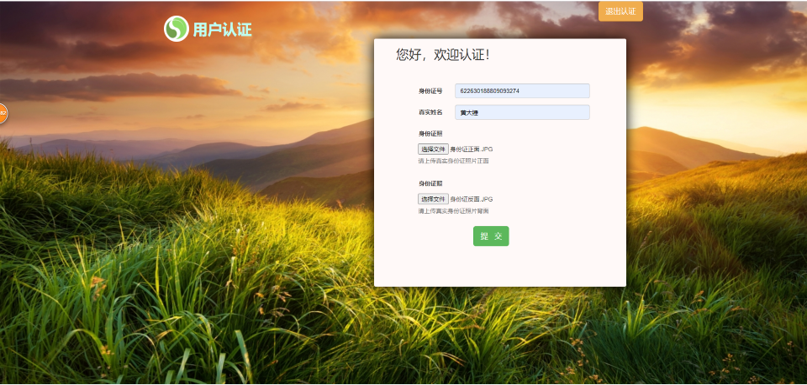 退出认证
用户认证
您好，欢迎认证！
身份证号 622630188809093274
真实姓名 黄大锤
身份证照
选择文件 身份证正面.JPG
请上传真实身份证照片正面
身份证照
选择文件 身份证反面.JPG
请上传真实身份证照片背面
提 交